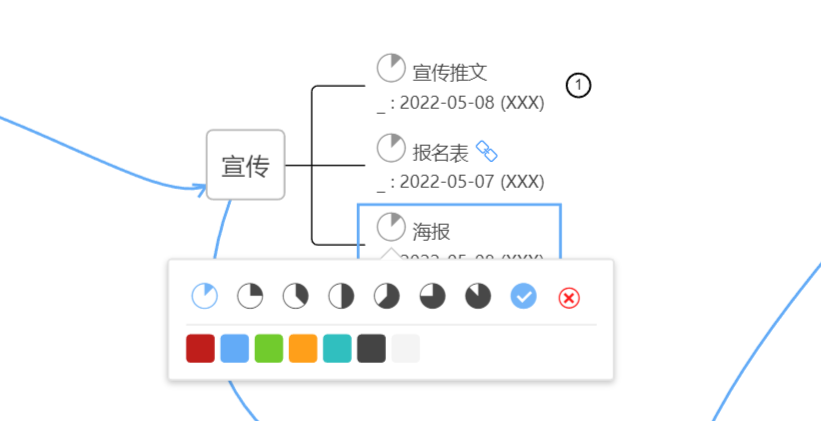 宣传
宣传推文
_ : 2022-05-08 (XXX)
1
报名表
_ : 2022-05-07 (XXX)
海报